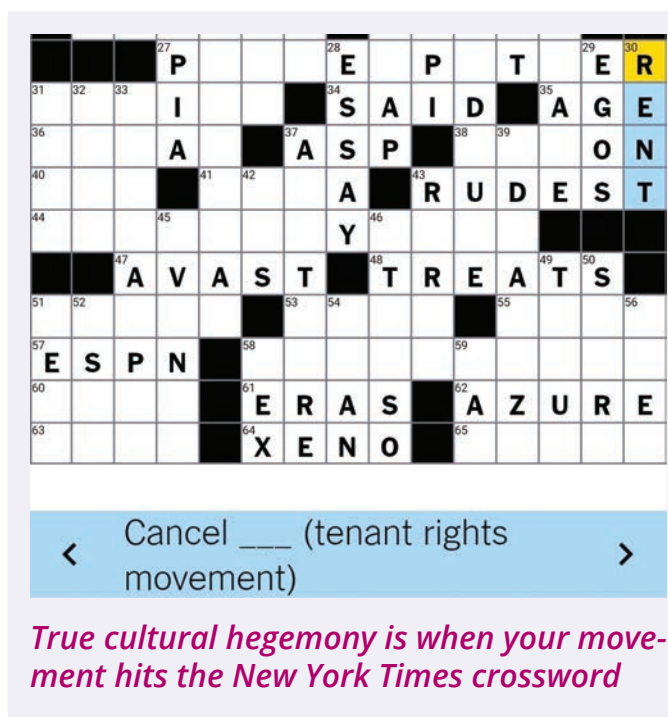 27 P 28 E P T 29 E 30 R
31 32 33 I 34 S A I D 35 A G E
36 A 37 A S P 38 39 O N
40 41 42 A 43 R U D E S T
44 45 Y 46
47 A V A S T 48 T R E A 49 T 50 S
51 52 53 54 55 56
57 E S P N 58 59
60 61 E R A S 62 A Z U R E
63 64 X E N O 65
< Cancel ___ (tenant rights >
movement)
True cultural hegemony is when your move-
ment hits the New York Times crossword